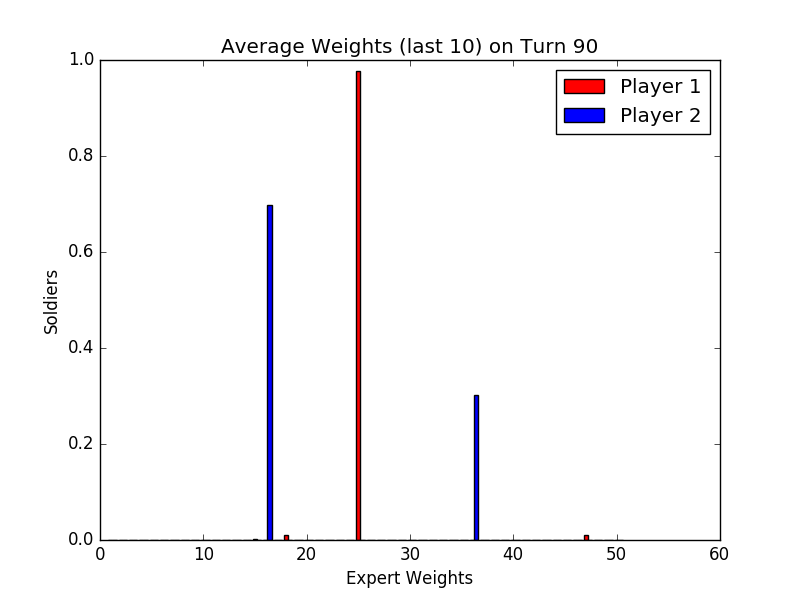 Average Weights (last 10) on Turn 90
1.0
Player 1
Player 2
0.8
0.6
Soldiers
0.4
0.2
0.0
0 10 20 30 40 50 60
Expert Weights